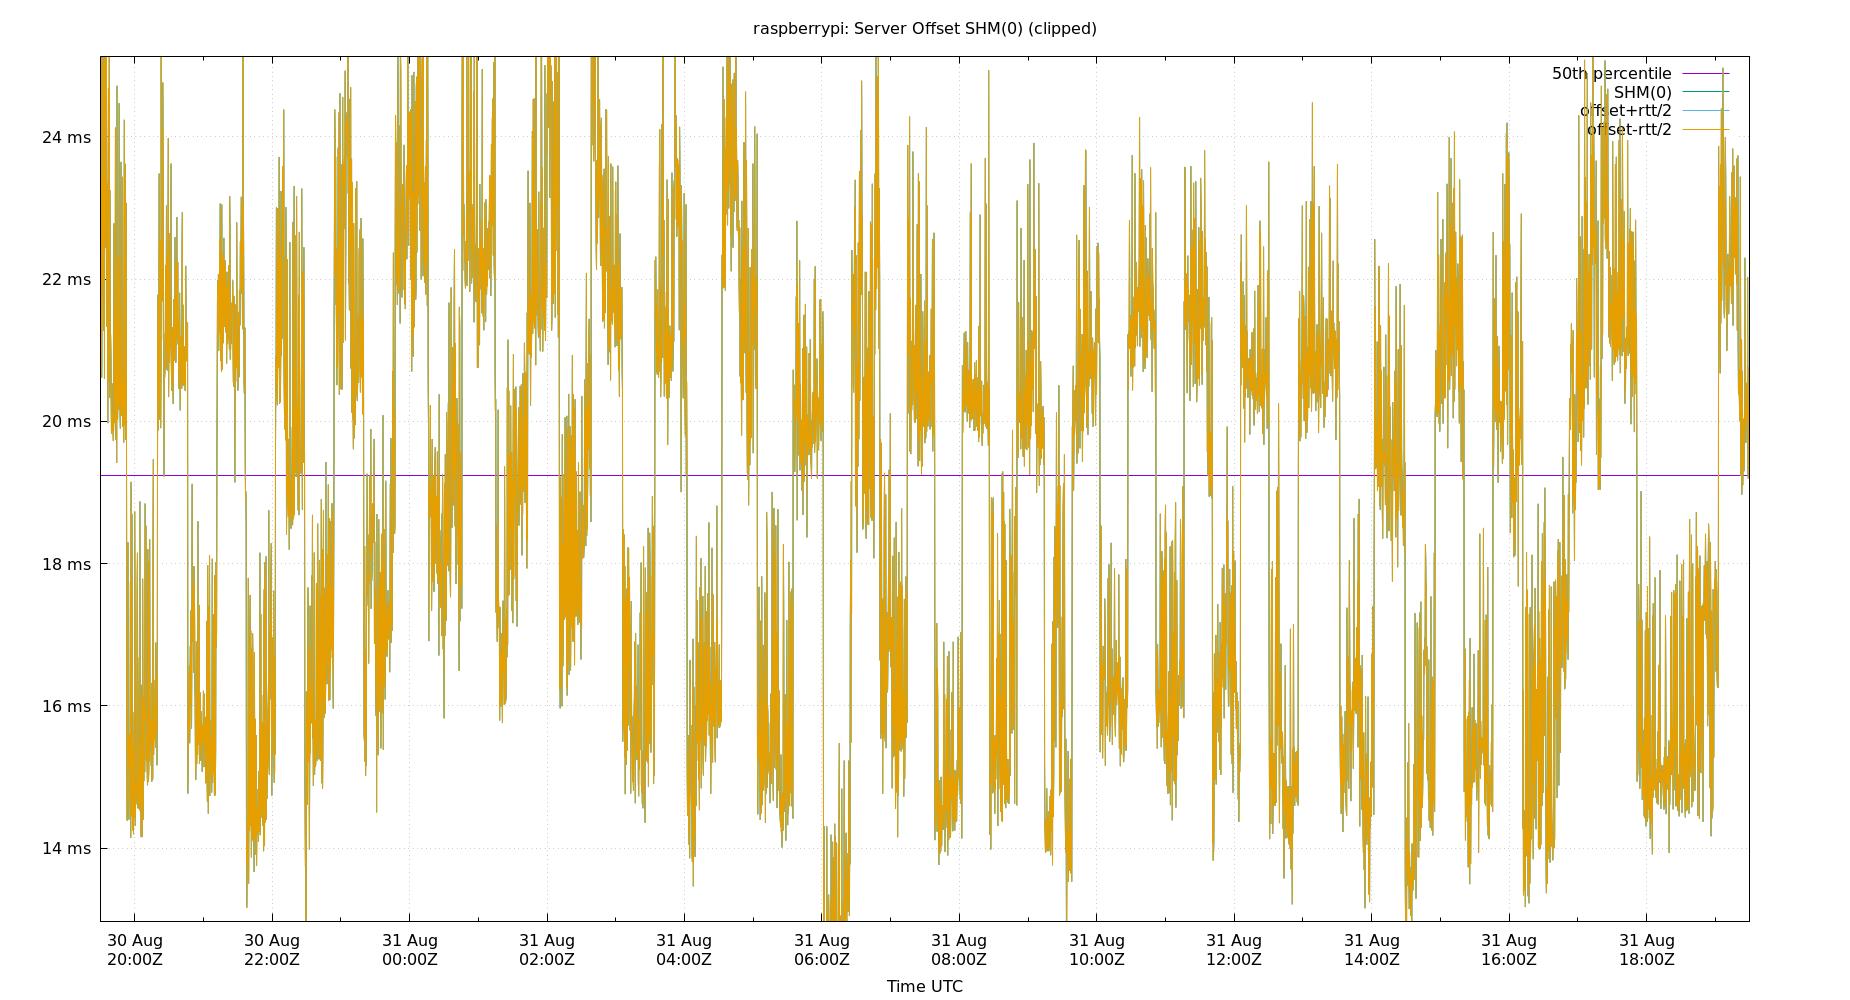 raspberrypi: Server Offset SHM(0) (clipped)
50th percentile
SHM(0)
offset+rtt/2
offset-rtt/2
24 ms
22 ms
20 ms
18 ms
16 ms
14 ms
30 Aug 30 Aug 31 Aug 31 Aug 31 Aug 31 Aug 31 Aug 31 Aug 31 Aug 31 Aug 31 Aug 31 Aug
20:00Z 22:00Z 00:00Z 02:00Z 04:00Z 06:00Z 08:00Z 10:00Z 12:00Z 14:00Z 16:00Z 18:00Z
Time UTC